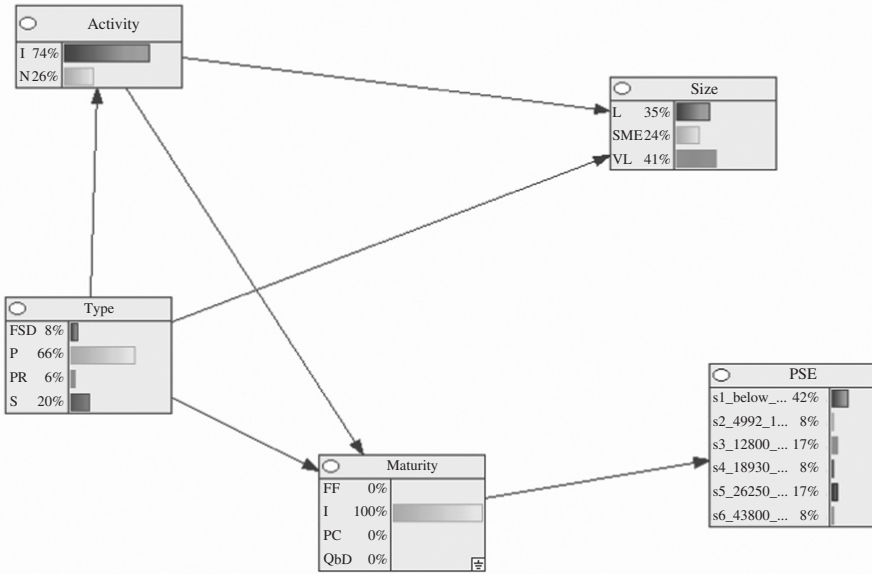 Activity
I 74%
N 26%
Size
L 35%
SME 24%
VL 41%
Type
FSD 8%
P 66%
PR 6%
S 20%
PSE
s1_below_... 42%
s2_4992_1... 8%
s3_12800_... 17%
s4_18930_... 8%
s5_26250_... 17%
s6_43800_... 8%
Maturity
FF 0%
I 100%
PC 0%
QbD 0%